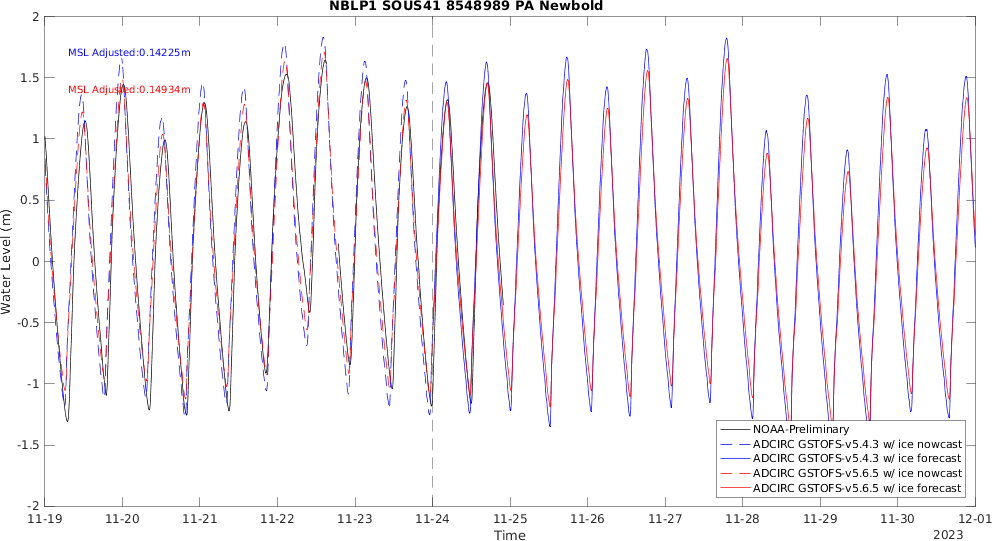 NBLP1 SOUS41 8548989 PA Newbold
MSL Adjusted:0.14225m
MSL Adjusted:0.14934m
Water Level (m)
2
1.5
1
0.5
0
-0.5
-1
-1.5
-2
NOAA-Preliminary
ADCIRC GSTOFS-v5.4.3 w/ ice nowcast
ADCIRC GSTOFS-v5.4.3 w/ ice forecast
ADCIRC GSTOFS-v5.6.5 w/ ice nowcast
ADCIRC GSTOFS-v5.6.5 w/ ice forecast
11-19 11-20 11-21 11-22 11-23 11-24 11-25 11-26 11-27 11-28 11-29 11-30 12-01
Time
2023